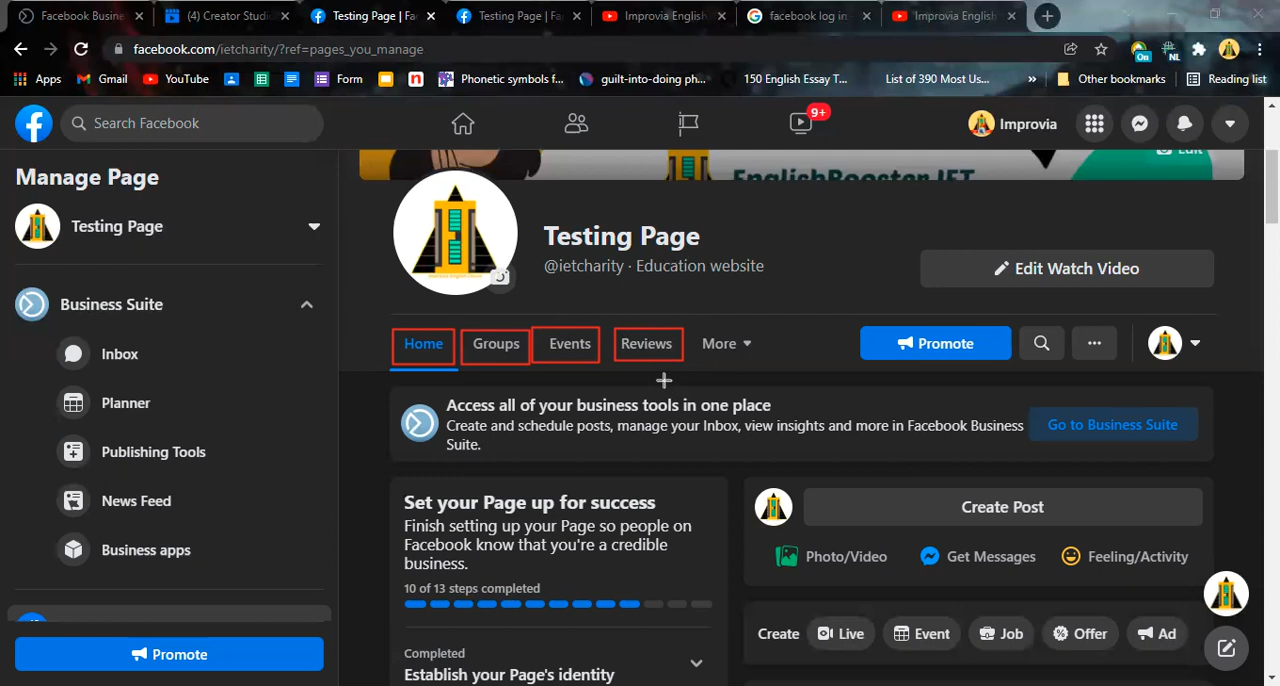 Facebook Busine
(4) Creator Studi
Testing Page | Fa
Testing Page | Fa
Improvia English
facebook log in
Improvia English
facebook.com/ietcharity/?ref=pages_you_manage
Apps
Gmail
YouTube
Form
Phonetic symbols f...
guilt-into-doing ph...
150 English Essay T...
List of 390 Most Us...
»
Other bookmarks
Reading list
On
NL
Search Facebook
9+
Improvia
Manage Page
Testing Page
Business Suite
Inbox
Planner
Publishing Tools
News Feed
Business apps
Promote
EnglishBooster IET
Edit
Testing Page
@ietcharity · Education website
Edit Watch Video
Home
Groups
Events
Reviews
More
Promote
Access all of your business tools in one place
Create and schedule posts, manage your Inbox, view insights and more in Facebook Business
Suite.
Go to Business Suite
Set your Page up for success
Finish setting up your Page so people on
Facebook know that you're a credible
business.
10 of 13 steps completed
Completed
Establish your Page's identity
Create Post
Photo/Video
Get Messages
Feeling/Activity
Create
Live
Event
Job
Offer
Ad